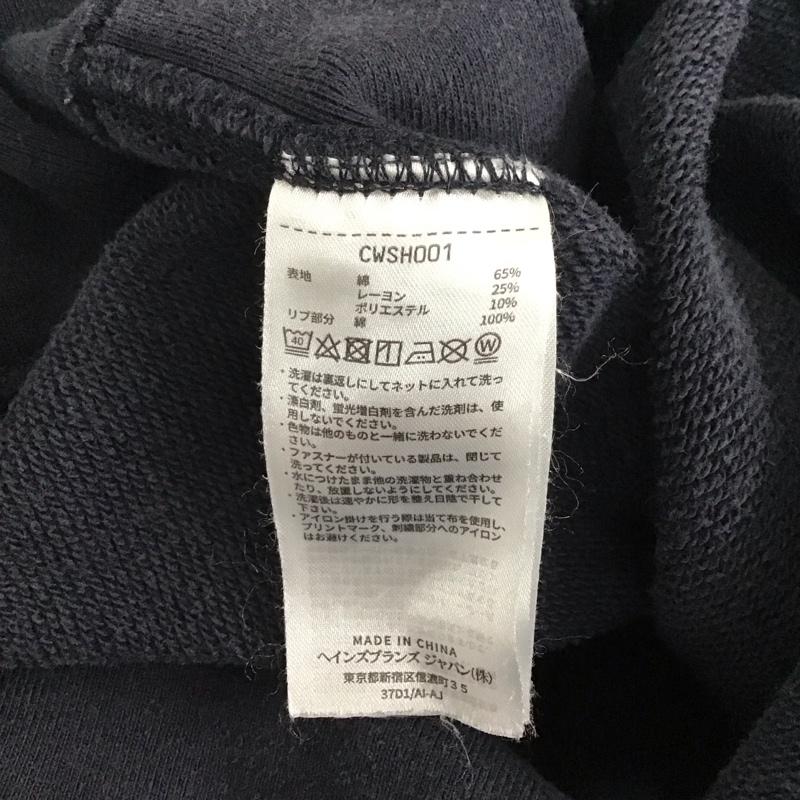 CWSH001
表地 綿 65%
レーヨン 25%
ポリエステル 10%
リブ部分 綿 100%
40 W
・洗濯は裏返しにしてネットに入れて洗っ
てください。
・漂白剤、蛍光増白剤を含んだ洗剤は、使
用しないでください。
・色物は他のものと一緒に洗わないでくだ
さい。
・ファスナーが付いている製品は、閉じて
洗ってください。
・水につけたまま他の洗濯物と重ね合わせ
たり、放置しないようにしてください。
・洗濯後は速やかに形を整え日陰で干して
下さい。
・アイロン掛けを行う際は当て布を使用し、
プリントマーク、刺繍部分へのアイロン
はお避けください。
MADE IN CHINA
ヘインズブランズ ジャパン(株)
東京都新宿区信濃町35
37D1/AI-AJ